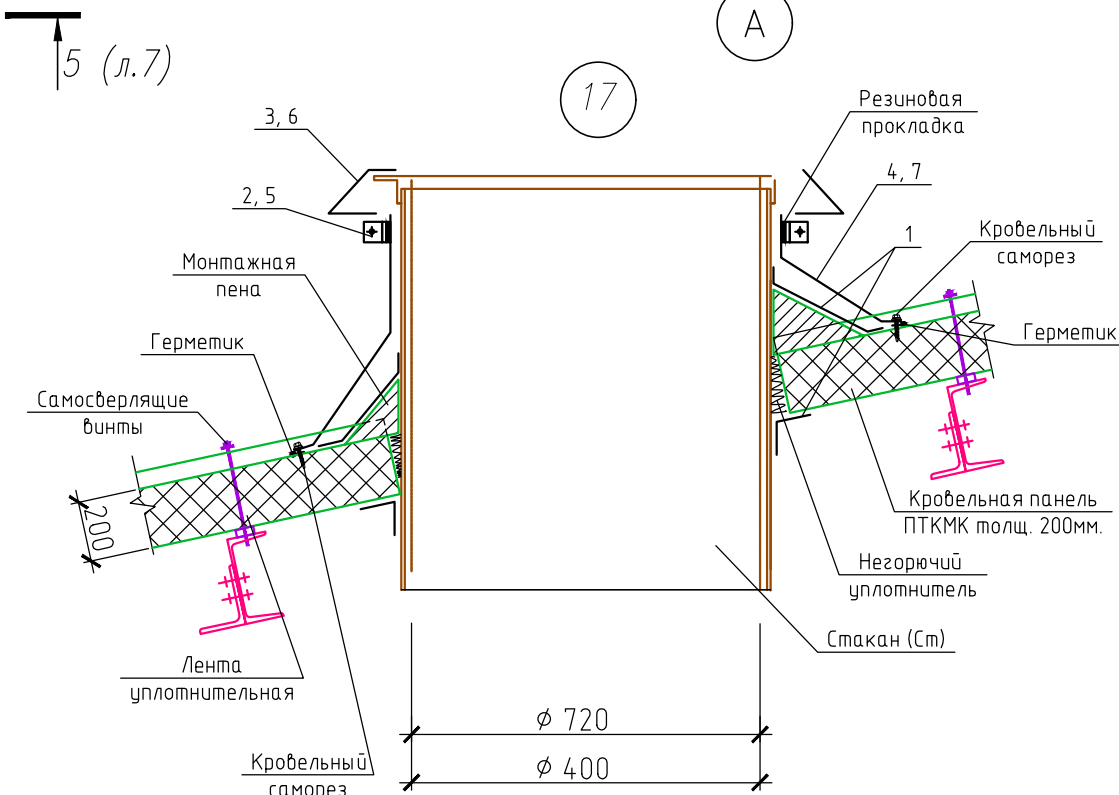 А
5 (л.7)
17
Резиновая
прокладка
3, 6
4, 7
2, 5
1
Кровельный
саморез
Монтажная
пена
Герметик
Герметик
Самосверлящие
винты
200
Кровельная панель
ПТКМК толщ. 200мм.
Негорючий
уплотнитель
Стакан (Ст)
Лента
уплотнительная
⌀ 720
Кровельный
саморез
⌀ 400